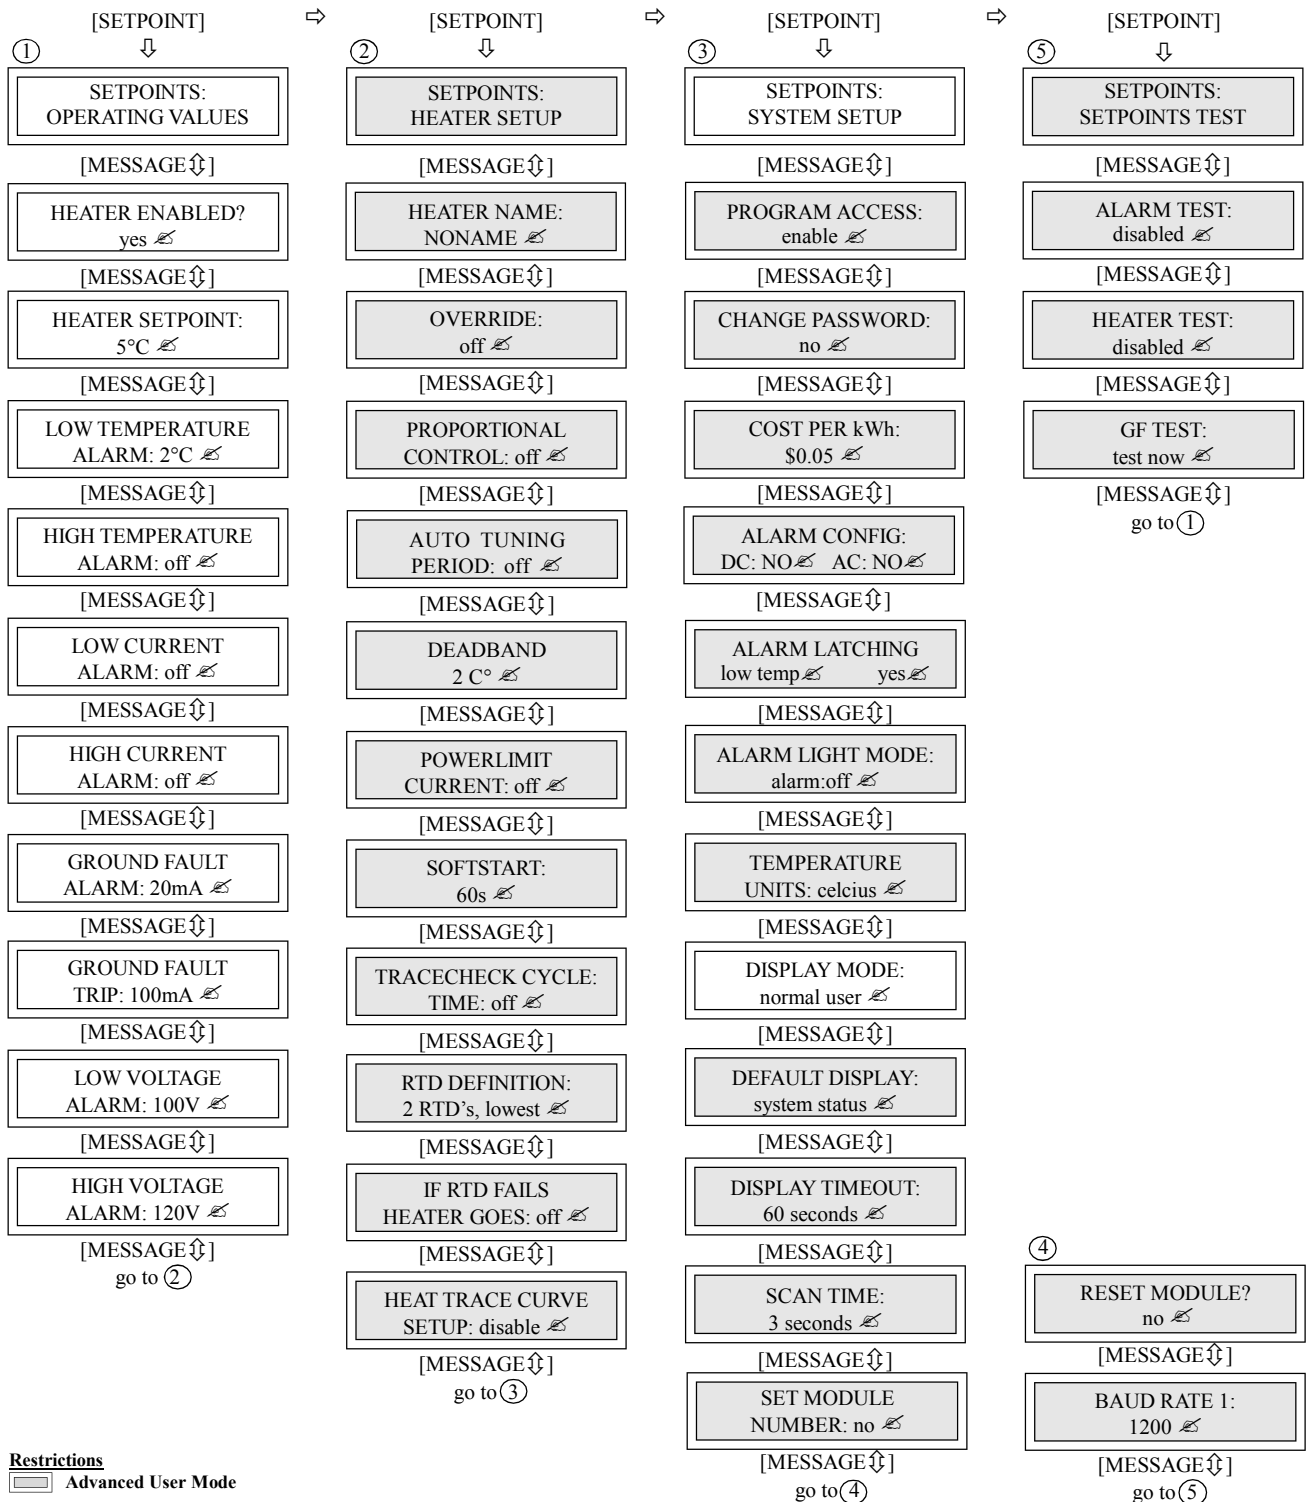 [SETPOINT]
①
SETPOINTS:
OPERATING VALUES
[MESSAGE⇳]
HEATER ENABLED?
yes ✍
[MESSAGE⇳]
HEATER SETPOINT:
5°C ✍
[MESSAGE⇳]
LOW TEMPERATURE
ALARM: 2°C ✍
[MESSAGE⇳]
HIGH TEMPERATURE
ALARM: off ✍
[MESSAGE⇳]
LOW CURRENT
ALARM: off ✍
[MESSAGE⇳]
HIGH CURRENT
ALARM: off ✍
[MESSAGE⇳]
GROUND FAULT
ALARM: 20mA ✍
[MESSAGE⇳]
GROUND FAULT
TRIP: 100mA ✍
[MESSAGE⇳]
LOW VOLTAGE
ALARM: 100V ✍
[MESSAGE⇳]
HIGH VOLTAGE
ALARM: 120V ✍
[MESSAGE⇳]
go to ②
[SETPOINT]
②
SETPOINTS:
HEATER SETUP
[MESSAGE⇳]
HEATER NAME:
NONAME ✍
[MESSAGE⇳]
OVERRIDE:
off ✍
[MESSAGE⇳]
PROPORTIONAL
CONTROL: off ✍
[MESSAGE⇳]
AUTO TUNING
PERIOD: off ✍
[MESSAGE⇳]
DEADBAND
2 C° ✍
[MESSAGE⇳]
POWERLIMIT
CURRENT: off ✍
[MESSAGE⇳]
SOFTSTART:
60s ✍
[MESSAGE⇳]
TRACECHECK CYCLE:
TIME: off ✍
[MESSAGE⇳]
RTD DEFINITION:
2 RTD's, lowest ✍
[MESSAGE⇳]
IF RTD FAILS
HEATER GOES: off ✍
[MESSAGE⇳]
HEAT TRACE CURVE
SETUP: disable ✍
[MESSAGE⇳]
go to ③
[SETPOINT]
③
SETPOINTS:
SYSTEM SETUP
[MESSAGE⇳]
PROGRAM ACCESS:
enable ✍
[MESSAGE⇳]
CHANGE PASSWORD:
no ✍
[MESSAGE⇳]
COST PER kWh:
$0.05 ✍
[MESSAGE⇳]
ALARM CONFIG:
DC: NO✍ AC: NO✍
[MESSAGE⇳]
ALARM LATCHING
low temp✍ yes✍
[MESSAGE⇳]
ALARM LIGHT MODE:
alarm:off ✍
[MESSAGE⇳]
TEMPERATURE
UNITS: celcius ✍
[MESSAGE⇳]
DISPLAY MODE:
normal user ✍
[MESSAGE⇳]
DEFAULT DISPLAY:
system status ✍
[MESSAGE⇳]
DISPLAY TIMEOUT:
60 seconds ✍
[MESSAGE⇳]
SCAN TIME:
3 seconds ✍
[MESSAGE⇳]
SET MODULE
NUMBER: no ✍
[MESSAGE⇳]
go to ④
[SETPOINT]
⑤
SETPOINTS:
SETPOINTS TEST
[MESSAGE⇳]
ALARM TEST:
disabled ✍
[MESSAGE⇳]
HEATER TEST:
disabled ✍
[MESSAGE⇳]
GF TEST:
test now ✍
[MESSAGE⇳]
go to ①
④
RESET MODULE?
no ✍
[MESSAGE⇳]
BAUD RATE 1:
1200 ✍
[MESSAGE⇳]
go to ⑤
Restrictions
Advanced User Mode